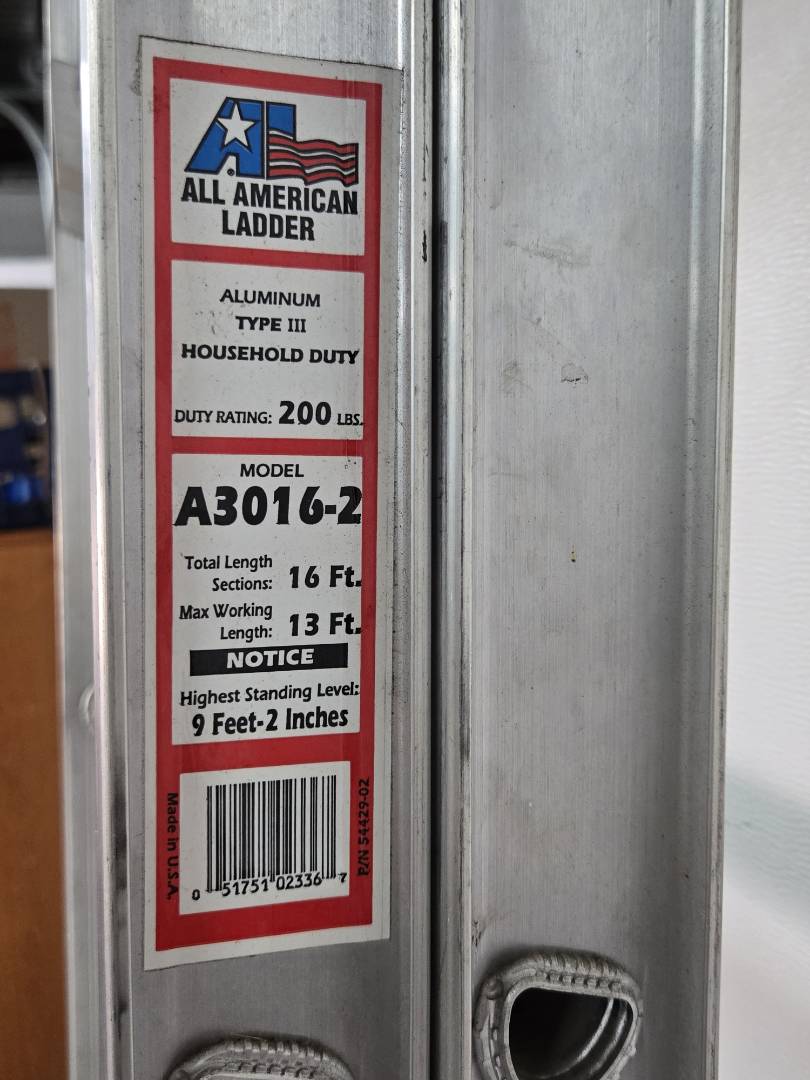 ALL AMERICAN
LADDER
ALUMINUM
TYPE III
HOUSEHOLD DUTY
DUTY RATING: 200 LBS.
MODEL
A3016-2
Total Length
Sections: 16 Ft.
Max Working
Length: 13 Ft.
NOTICE
Highest Standing Level:
9 Feet-2 Inches
Made in U.S.A.
P/N 54429-02
0 51751 02336 7